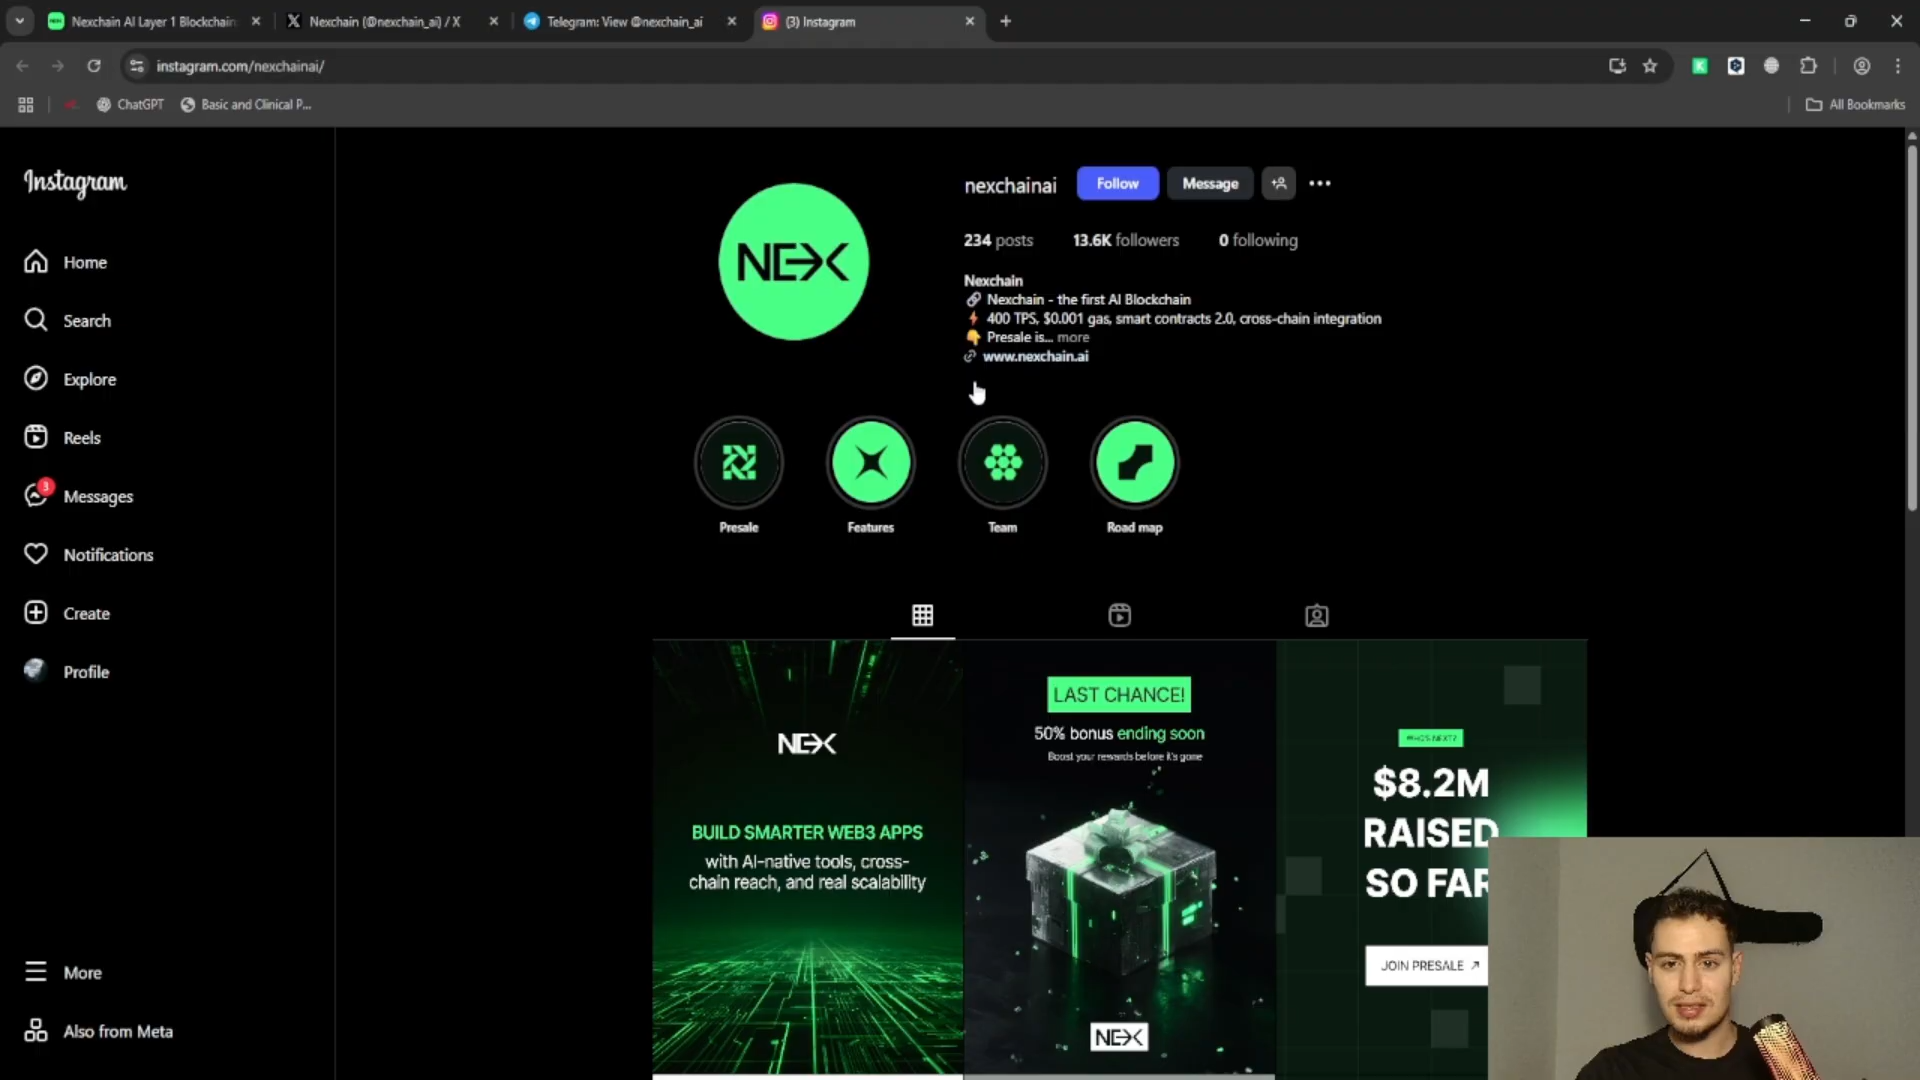 Nexchain AI Layer 1 Blockchain
Nexchain (@nexchain_ai) / X
Telegram: View @nexchain_ai
(3) Instagram
instagram.com/nexchainai/
ChatGPT
Basic and Clinical P...
All Bookmarks
Instagram
Home
Search
Explore
Reels
3
Messages
Notifications
Create
Profile
More
Also from Meta
nexchainai
Follow
Message
234 posts
13.6K followers
0 following
Nexchain
🔗 Nexchain - the first AI Blockchain
⚡ 400 TPS, $0.001 gas, smart contracts 2.0, cross-chain integration
👇 Presale is... more
www.nexchain.ai
NEX
Presale
Features
Team
Road map
NEX
BUILD SMARTER WEB3 APPS
with AI-native tools, cross-
chain reach, and real scalability
LAST CHANCE!
50% bonus ending soon
Boost your rewards before it's gone
NEX
WHO'S NEXT?
$8.2M
RAISED
SO FAR
JOIN PRESALE ↗